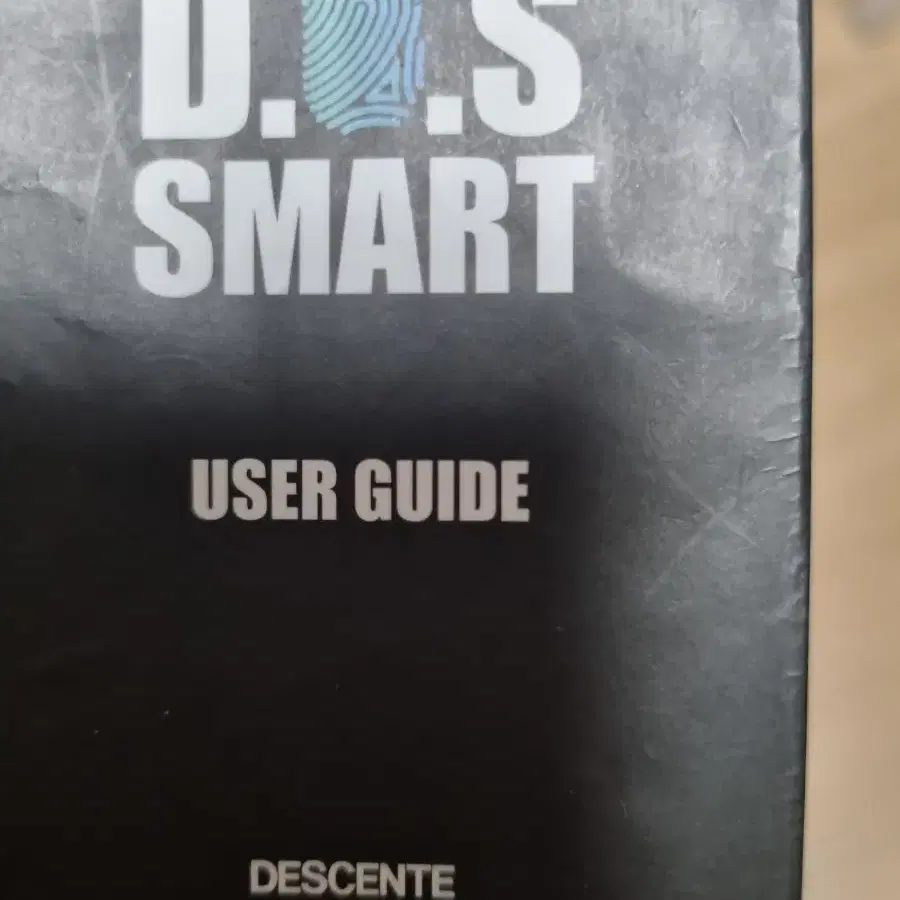 D. .S
SMART
USER GUIDE
DESCENTE